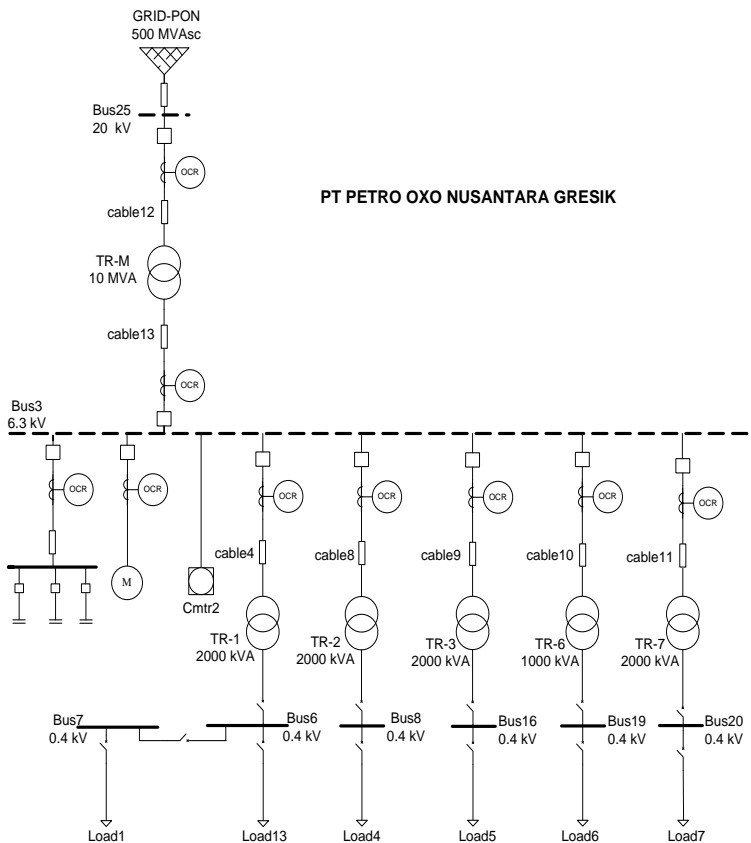 GRID-PON
500 MVAsc
Bus25
20 kV
OCR
PT PETRO OXO NUSANTARA GRESIK
cable12
TR-M
10 MVA
cable13
OCR
Bus3
6.3 kV
OCR
OCR
OCR
OCR
OCR
OCR
OCR
cable4
cable8
cable9
cable10
cable11
M
Cmtr2
TR-1
2000 kVA
TR-2
2000 kVA
TR-3
2000 kVA
TR-6
1000 kVA
TR-7
2000 kVA
Bus7
0.4 kV
Bus6
0.4 kV
Bus8
0.4 kV
Bus16
0.4 kV
Bus19
0.4 kV
Bus20
0.4 kV
Load1
Load13
Load4
Load5
Load6
Load7